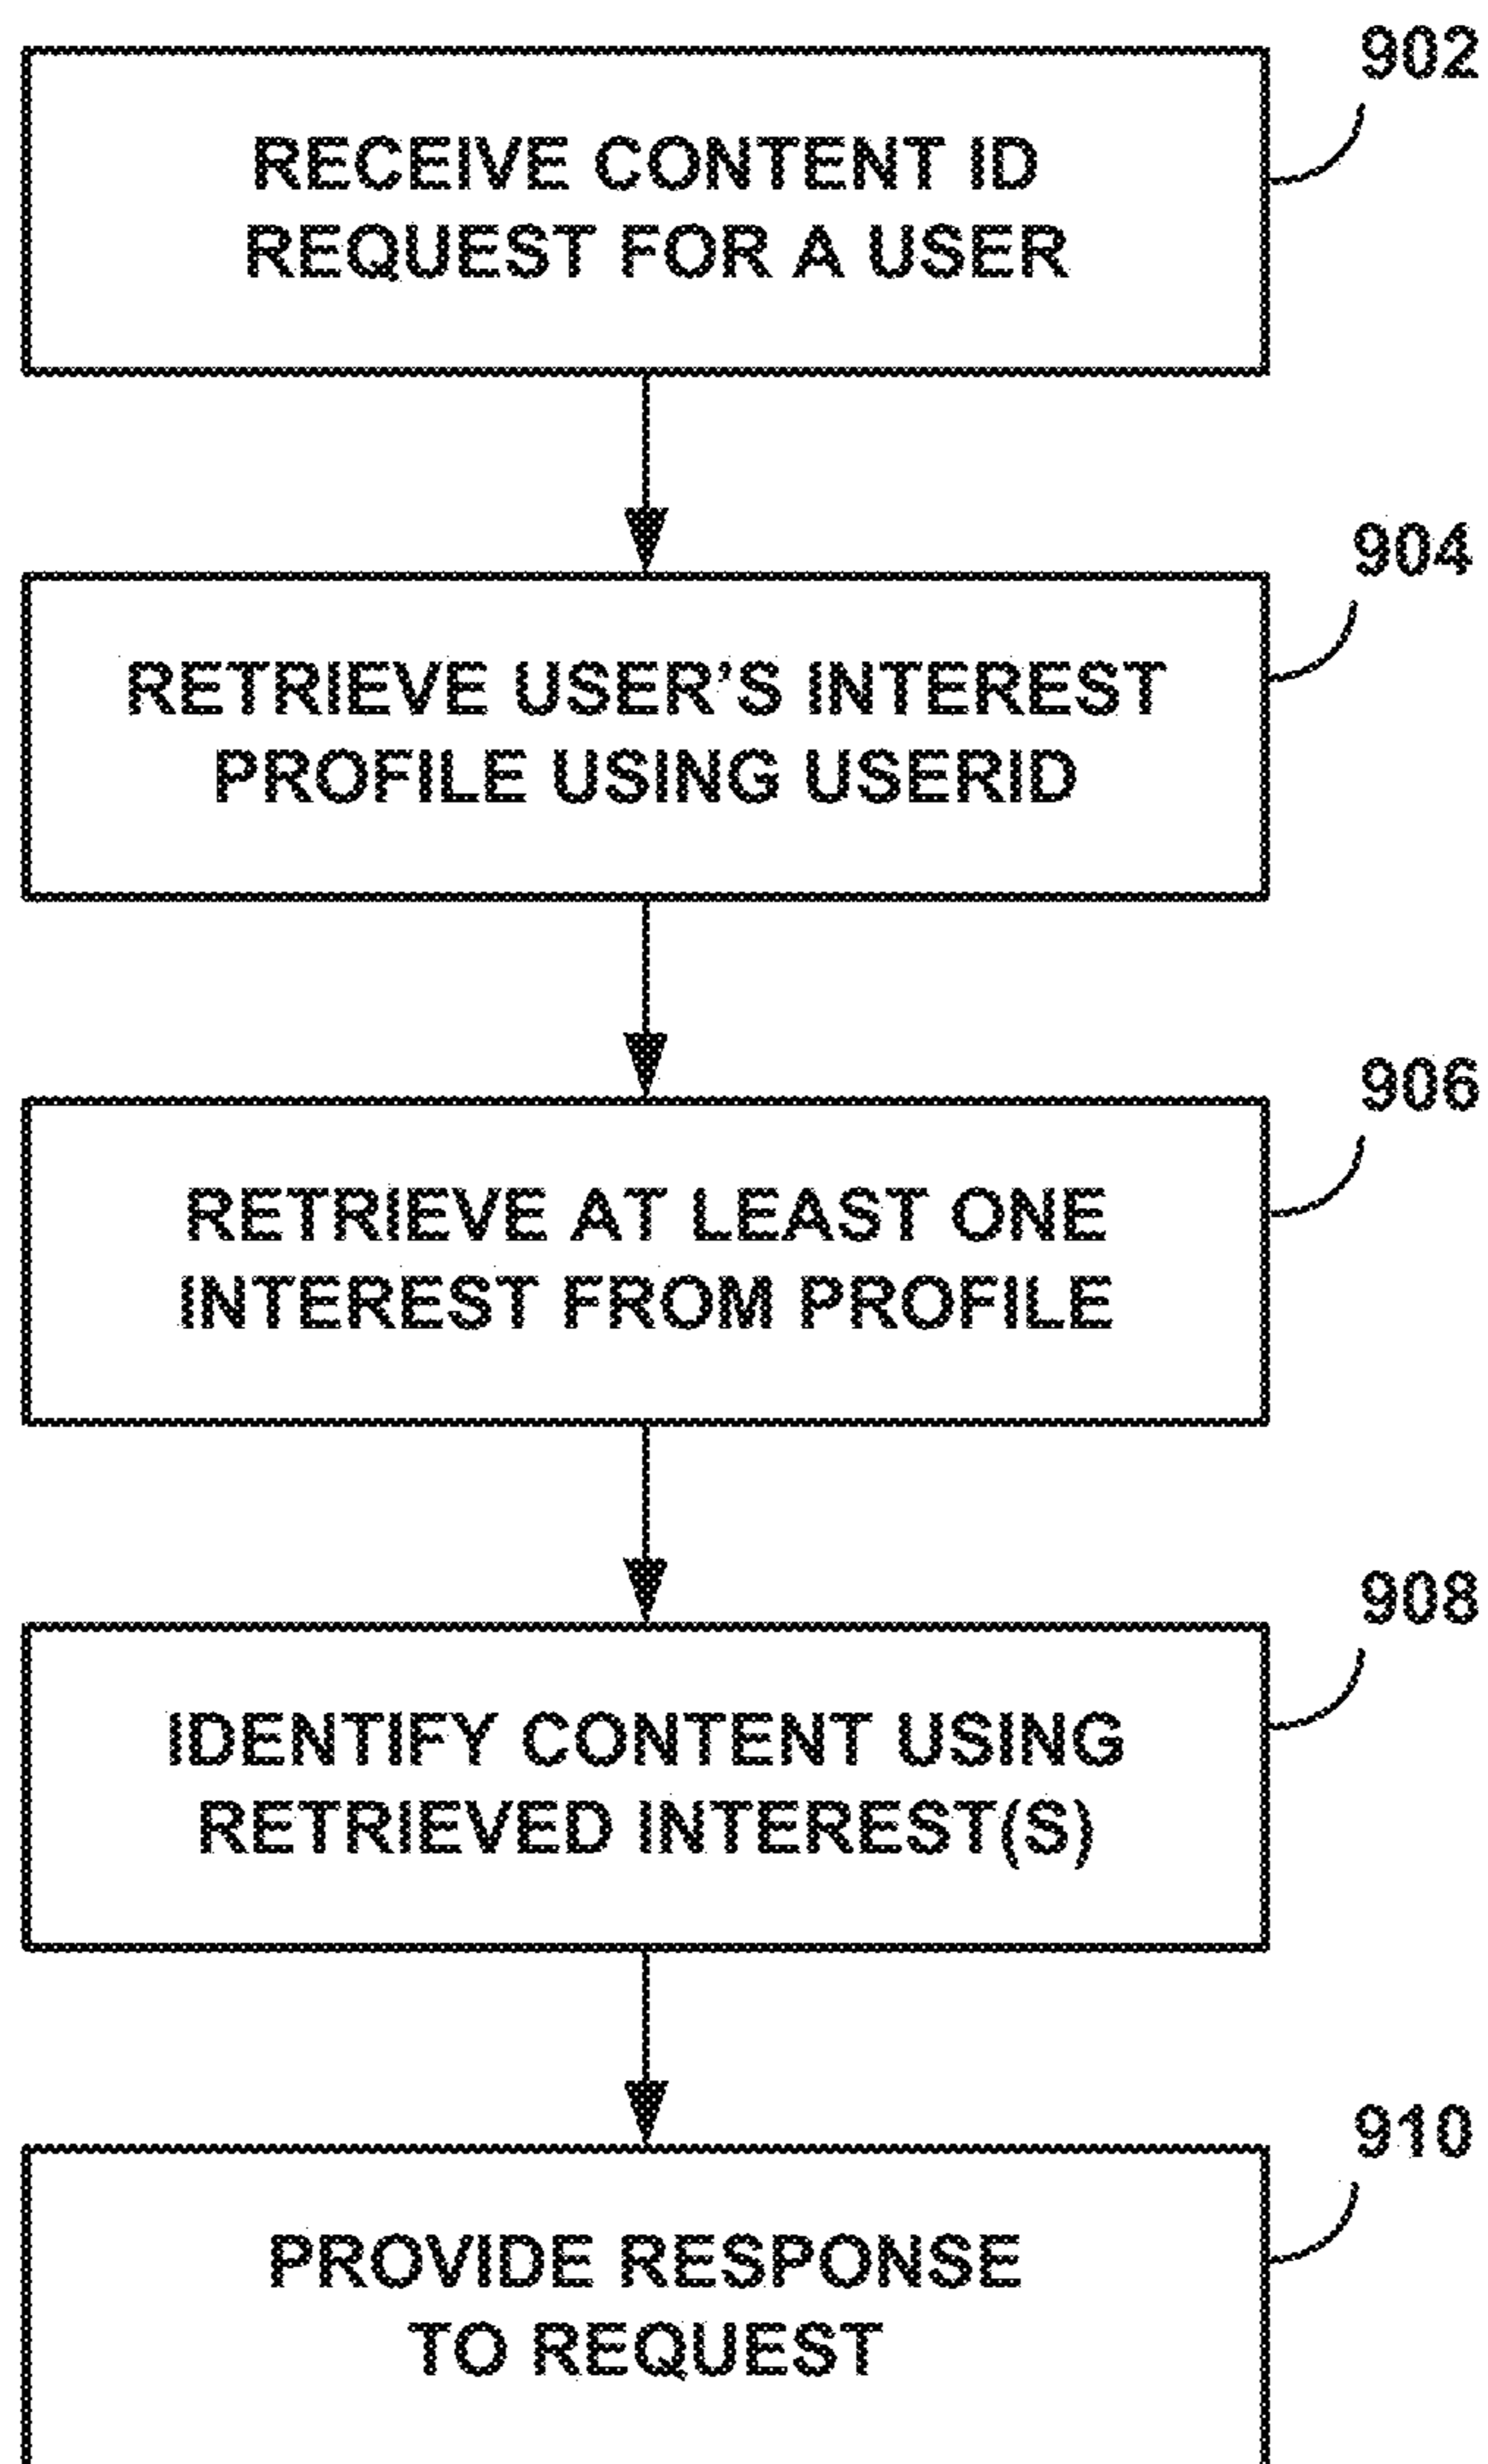 902
RECEIVE CONTENT ID
REQUEST FOR A USER
904
RETRIEVE USER'S INTEREST
PROFILE USING USERID
906
RETRIEVE AT LEAST ONE
INTEREST FROM PROFILE
908
IDENTIFY CONTENT USING
RETRIEVED INTEREST(S)
910
PROVIDE RESPONSE
TO REQUEST